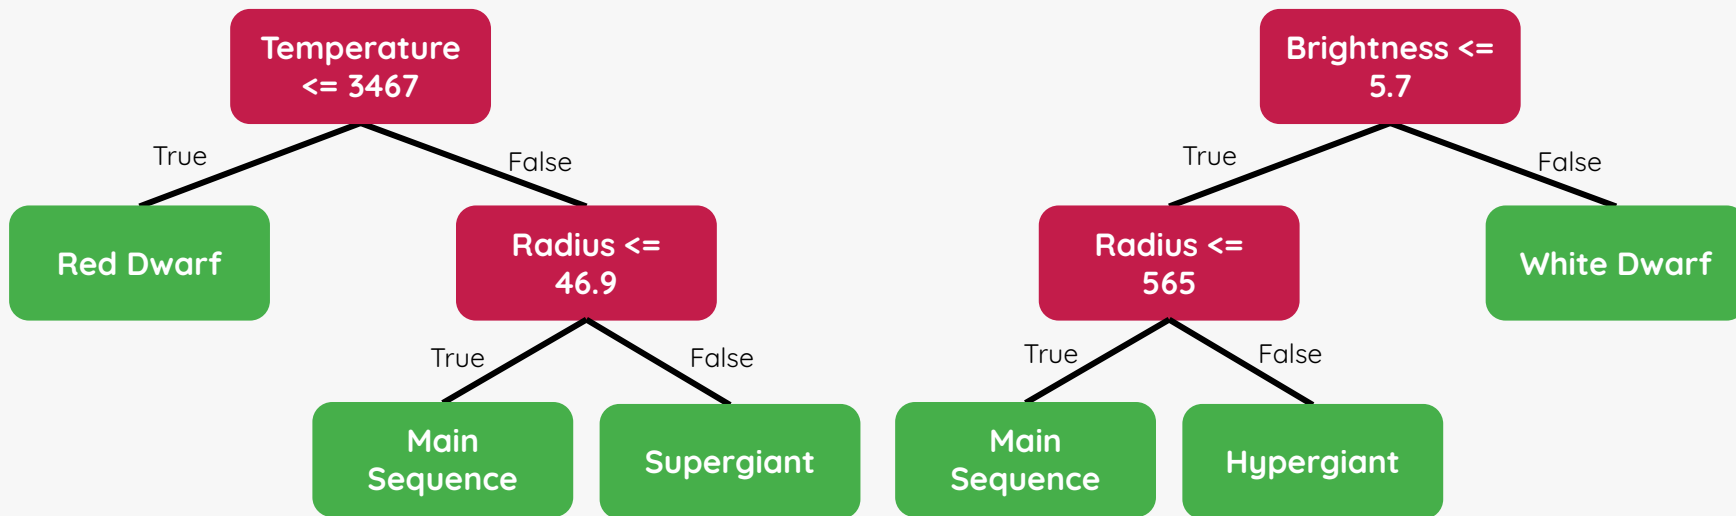 Temperature
<= 3467
True
False
Red Dwarf
Radius <=
46.9
True
False
Main
Sequence
Supergiant
Brightness <=
5.7
True
False
Radius <=
565
White Dwarf
True
False
Main
Sequence
Hypergiant